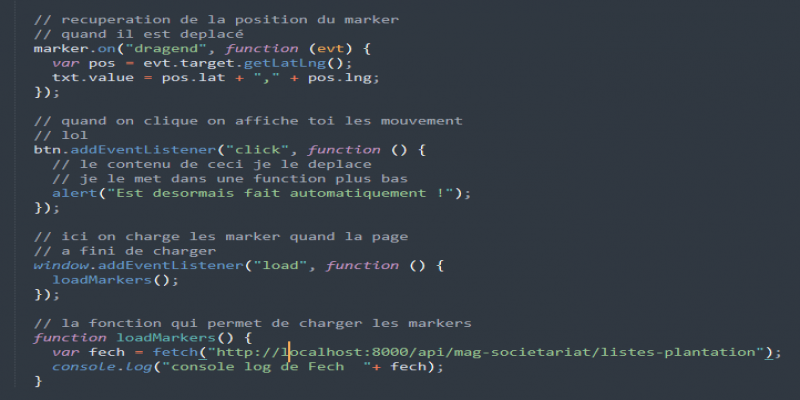 // recuperation de la position du marker
// quand il est deplacé
marker.on("dragend", function (evt) {
  var pos = evt.target.getLatLng();
  txt.value = pos.lat + "," + pos.lng;
});

// quand on clique on affiche toi les mouvement
// lol
btn.addEventListener("click", function () {
  // le contenu de ceci je le deplace
  // je le met dans une function plus bas
  alert("Est desormais fait automatiquement !");
});

// ici on charge les marker quand la page
// a fini de charger
window.addEventListener("load", function () {
  loadMarkers();
});

// la fonction qui permet de charger les markers
function loadMarkers() {
  var fech = fetch("http://localhost:8000/api/mag-societariat/listes-plantation");
  console.log("console log de Fech  "+ fech);
}